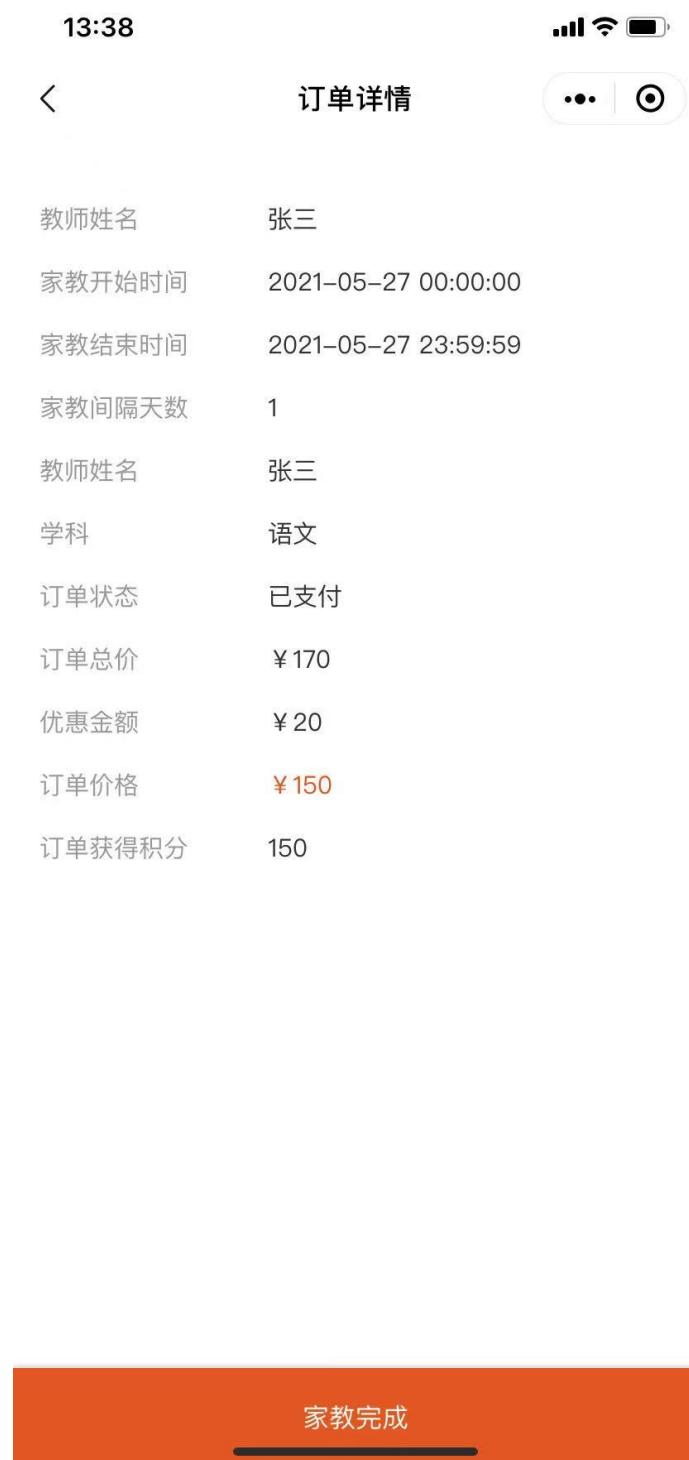 13:38
订单详情
教师姓名 张三
家教开始时间 2021-05-27 00:00:00
家教结束时间 2021-05-27 23:59:59
家教间隔天数 1
教师姓名 张三
学科 语文
订单状态 已支付
订单总价 ¥170
优惠金额 ¥20
订单价格 ¥150
订单获得积分 150
家教完成